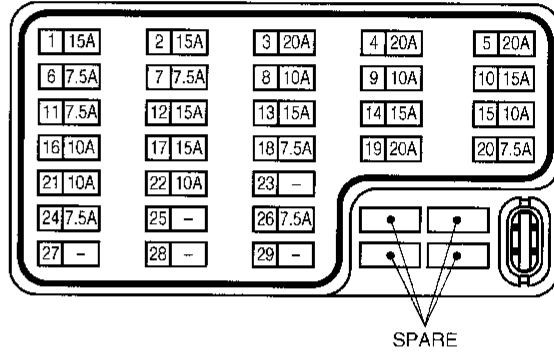 1 15A 2 15A 3 20A 4 20A 5 20A
6 7.5A 7 7.5A 8 10A 9 10A 10 15A
11 7.5A 12 15A 13 15A 14 15A 15 10A
16 10A 17 15A 18 7.5A 19 20A 20 7.5A
21 10A 22 10A 23 -
24 7.5A 25 - 26 7.5A
27 - 28 - 29 -
SPARE